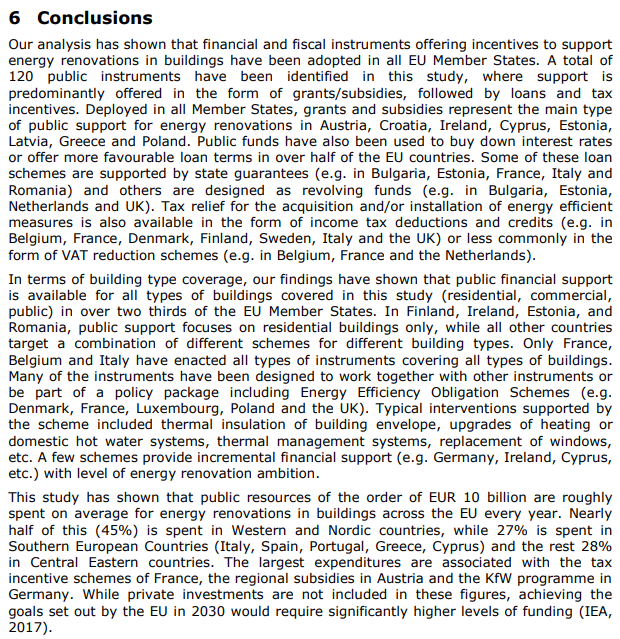 6 Conclusions
Our analysis has shown that financial and fiscal instruments offering incentives to support
energy renovations in buildings have been adopted in all EU Member States. A total of
120 public instruments have been identified in this study, where support is
predominantly offered in the form of grants/subsidies, followed by loans and tax
incentives. Deployed in all Member States, grants and subsidies represent the main type
of public support for energy renovations in Austria, Croatia, Ireland, Cyprus, Estonia,
Latvia, Greece and Poland. Public funds have also been used to buy down interest rates
or offer more favourable loan terms in over half of the EU countries. Some of these loan
schemes are supported by state guarantees (e.g. in Bulgaria, Estonia, France, Italy and
Romania) and others are designed as revolving funds (e.g. in Bulgaria, Estonia,
Netherlands and UK). Tax relief for the acquisition and/or installation of energy efficient
measures is also available in the form of income tax deductions and credits (e.g. in
Belgium, France, Denmark, Finland, Sweden, Italy and the UK) or less commonly in the
form of VAT reduction schemes (e.g. in Belgium, France and the Netherlands).
In terms of building type coverage, our findings have shown that public financial support
is available for all types of buildings covered in this study (residential, commercial,
public) in over two thirds of the EU Member States. In Finland, Ireland, Estonia, and
Romania, public support focuses on residential buildings only, while all other countries
target a combination of different schemes for different building types. Only France,
Belgium and Italy have enacted all types of instruments covering all types of buildings.
Many of the instruments have been designed to work together with other instruments or
be part of a policy package including Energy Efficiency Obligation Schemes (e.g.
Denmark, France, Luxembourg, Poland and the UK). Typical interventions supported by
the scheme included thermal insulation of building envelope, upgrades of heating or
domestic hot water systems, thermal management systems, replacement of windows,
etc. A few schemes provide incremental financial support (e.g. Germany, Ireland, Cyprus,
etc.) with level of energy renovation ambition.
This study has shown that public resources of the order of EUR 10 billion are roughly
spent on average for energy renovations in buildings across the EU every year. Nearly
half of this (45%) is spent in Western and Nordic countries, while 27% is spent in
Southern European Countries (Italy, Spain, Portugal, Greece, Cyprus) and the rest 28%
in Central Eastern countries. The largest expenditures are associated with the tax
incentive schemes of France, the regional subsidies in Austria and the KfW programme in
Germany. While private investments are not included in these figures, achieving the
goals set out by the EU in 2030 would require significantly higher levels of funding (IEA,
2017).